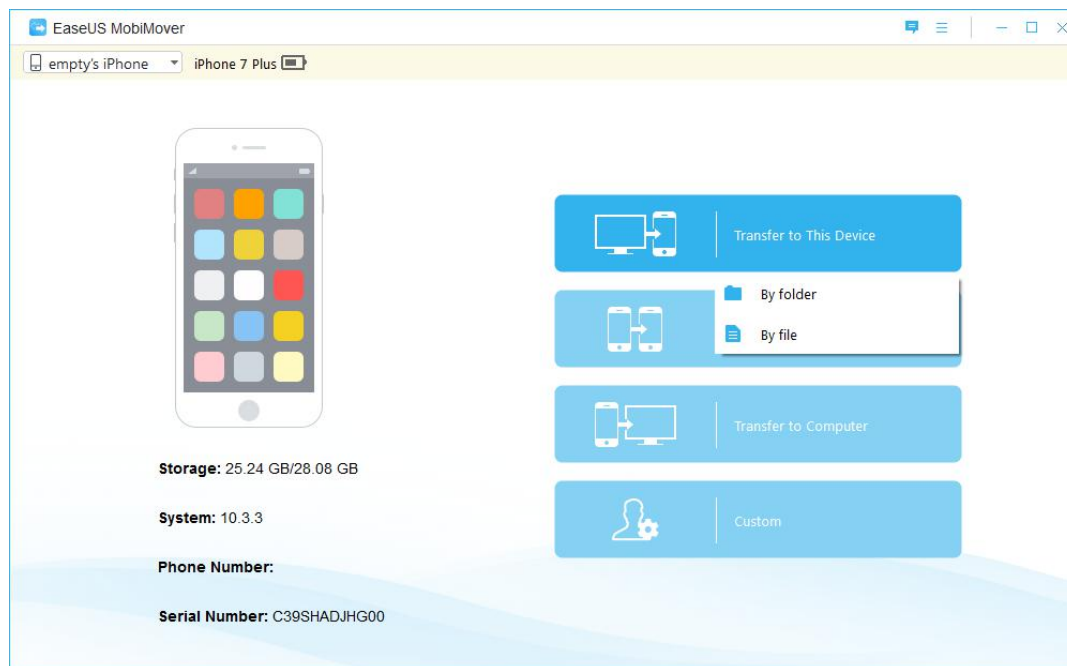 EaseUS MobiMover
empty's iPhone iPhone 7 Plus
Transfer to This Device
By folder
By file
Transfer to Computer
Custom
Storage: 25.24 GB/28.08 GB
System: 10.3.3
Phone Number:
Serial Number: C39SHADJHG00